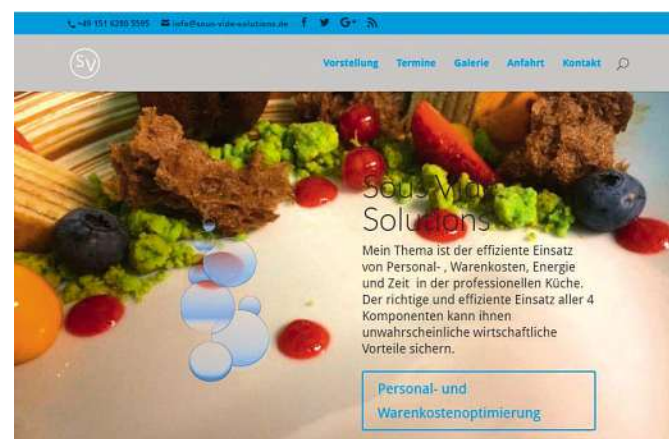 +49 151 6288 5595 info@sous-vide-solutions.de
SV
Vorstellung Termine Galerie Anfahrt Kontakt
Sous Vide
Solutions
Mein Thema ist der effiziente Einsatz
von Personal- , Warenkosten, Energie
und Zeit in der professionellen Küche.
Der richtige und effiziente Einsatz aller 4
Komponenten kann ihnen
unwahrscheinliche wirtschaftliche
Vorteile sichern.
Personal- und
Warenkostenoptimierung